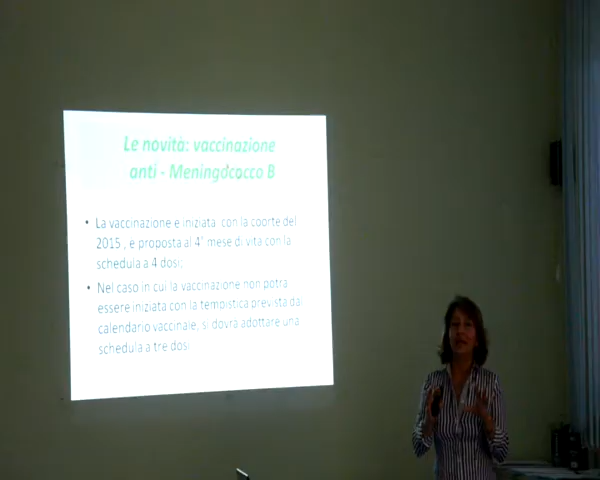 Le novità: vaccinazione
anti - Meningococco B
• La vaccinazione e iniziata con la coorte del
2015 , e proposta al 4° mese di vita con la
schedula a 4 dosi;
• Nel caso in cui la vaccinazione non potrà
essere iniziata con la tempistica prevista dal
calendario vaccinale, si dovrà adottare una
schedula a tre dosi